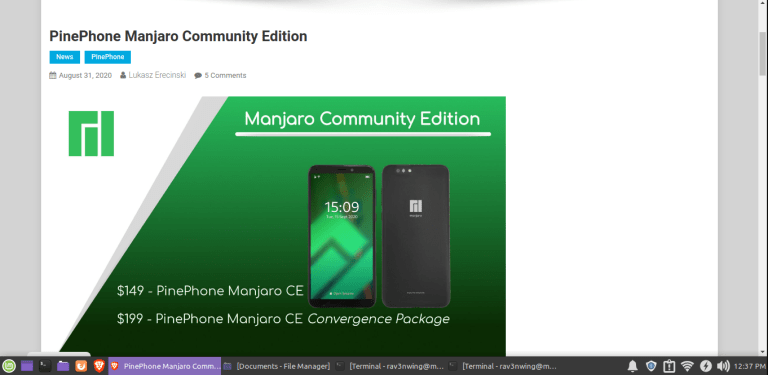 PinePhone Manjaro Community Edition
News PinePhone
August 31, 2020 Lukasz Erecinski 5 Comments
Manjaro Community Edition
15:09
$149 - PinePhone Manjaro CE
$199 - PinePhone Manjaro CE Convergence Package
PinePhone Manjaro Comm... [Documents - File Manager] [Terminal - rav3nwing@m... [Terminal - rav3nwing@m... 12:37 PM